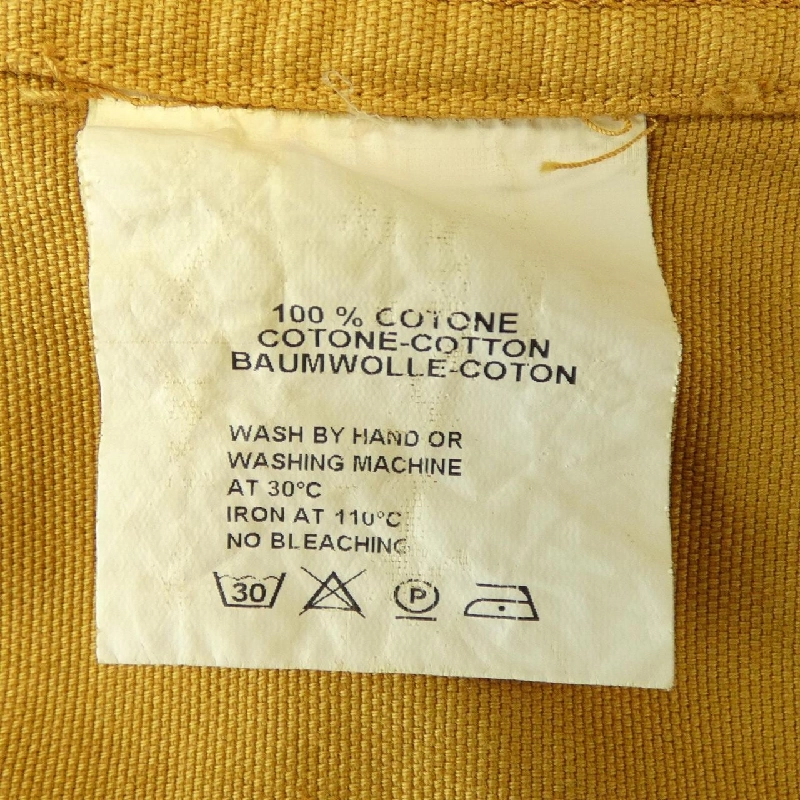 100 % COTONE
COTONE-COTTON
BAUMWOLLE-COTON
WASH BY HAND OR
WASHING MACHINE
AT 30°C
IRON AT 110°C
NO BLEACHING
30 P